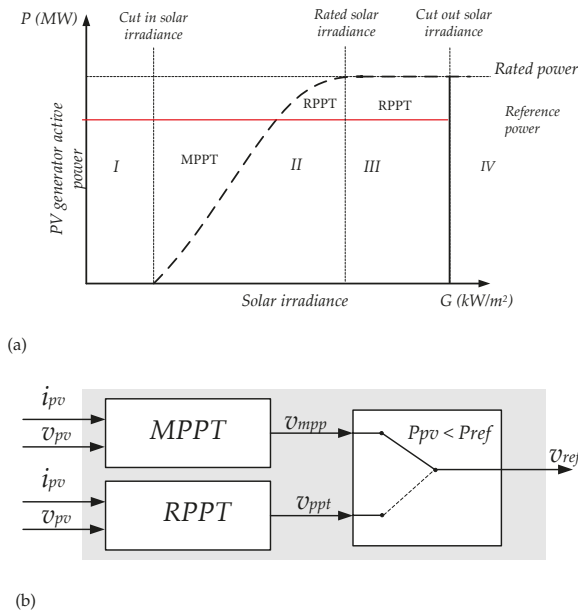 P (MW)
Cut in solar
irradiance
Rated solar
irradiance
Cut out solar
irradiance
Rated power
RPPT
RPPT
Reference
power
PV generator active
power
I
MPPT
II
III
IV
Solar irradiance
G (kW/m²)
(a)
ipv
vpv
MPPT
vmpp
Ppv < Pref
vref
ipv
vpv
RPPT
vppt
(b)